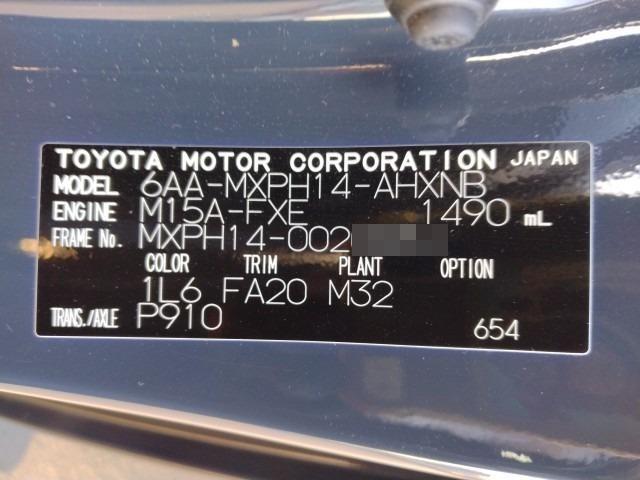 TOYOTA MOTOR CORPORATION JAPAN
MODEL 6AA-MXPH14-AHXNB
ENGINE M15A-FXE 1490 mL
FRAME No. MXPH14-002
COLOR TRIM PLANT OPTION
1L6 FA20 M32
TRANS./AXLE P910 654